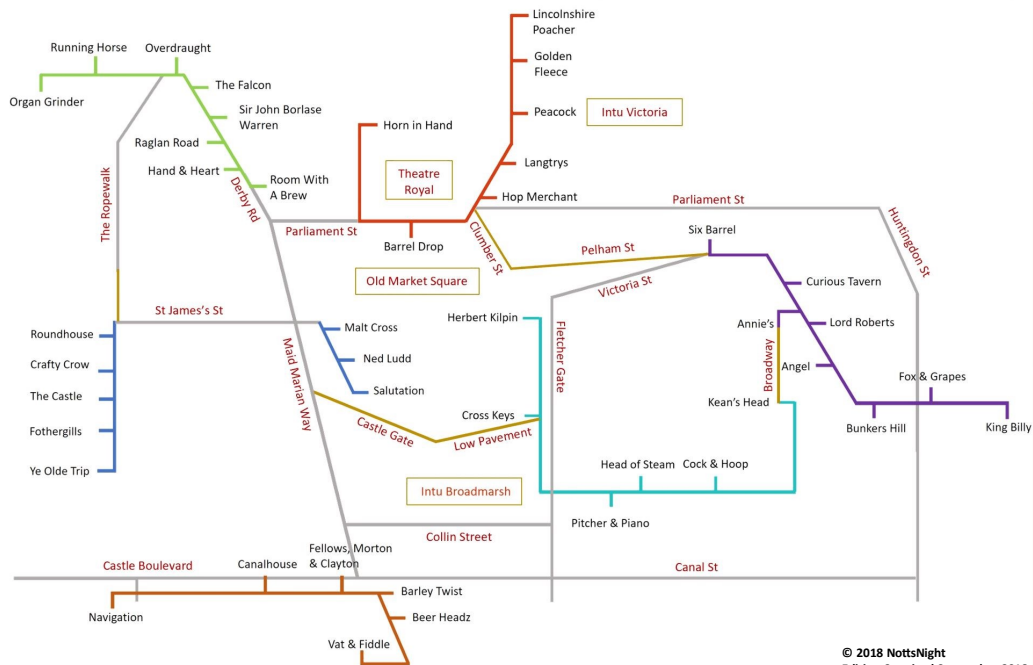 Lincolnshire
Poacher
Running Horse
Overdraught
Golden
Fleece
The Falcon
Organ Grinder
Sir John Borlase
Warren
Peacock
Intu Victoria
Horn in Hand
Raglan Road
Hand & Heart
Theatre
Royal
Langtrys
Room With
A Brew
Hop Merchant
Derby Rd
The Ropewalk
Parliament St
Parliament St
Huntingdon St
Barrel Drop
Clumber St
Pelham St
Six Barrel
Old Market Square
Victoria St
Curious Tavern
St James's St
Herbert Kilpin
Annie's
Lord Roberts
Roundhouse
Malt Cross
Fletcher Gate
Broadway
Crafty Crow
Ned Ludd
Angel
Maid Marian Way
Fox & Grapes
The Castle
Salutation
Kean's Head
Cross Keys
Bunkers Hill
King Billy
Fothergills
Castle Gate
Low Pavement
Ye Olde Trip
Head of Steam
Cock & Hoop
Intu Broadmarsh
Pitcher & Piano
Collin Street
Fellows, Morton
& Clayton
Castle Boulevard
Canalhouse
Canal St
Barley Twist
Navigation
Beer Headz
Vat & Fiddle
© 2018 NottsNight